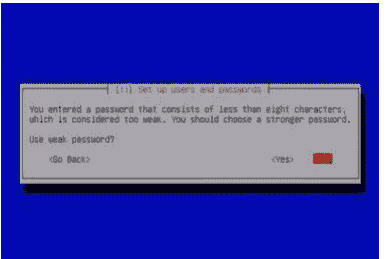 [!!] Set up users and passwords
You entered a password that consists of less than eight characters,
which is considered too weak. You should choose a stronger password.
Use weak password?
<Go Back> <Yes>